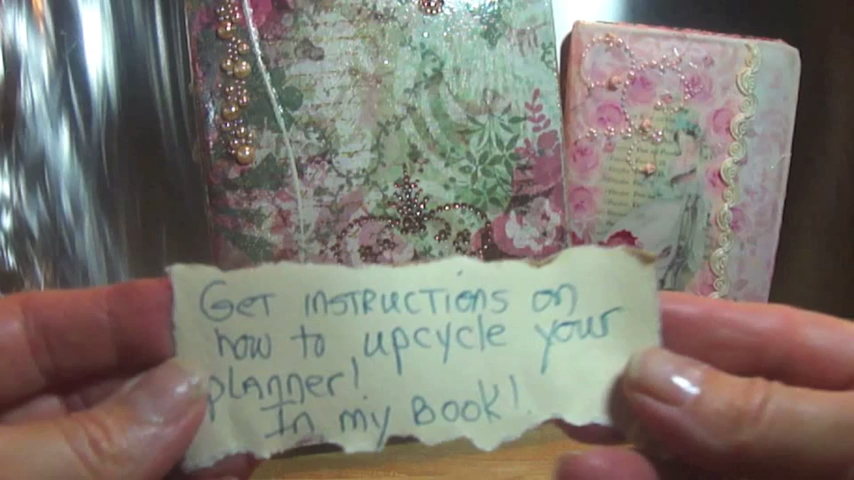 GET INSTRUCTIONS on
how to upcycle your
planner!
In my BOOK!